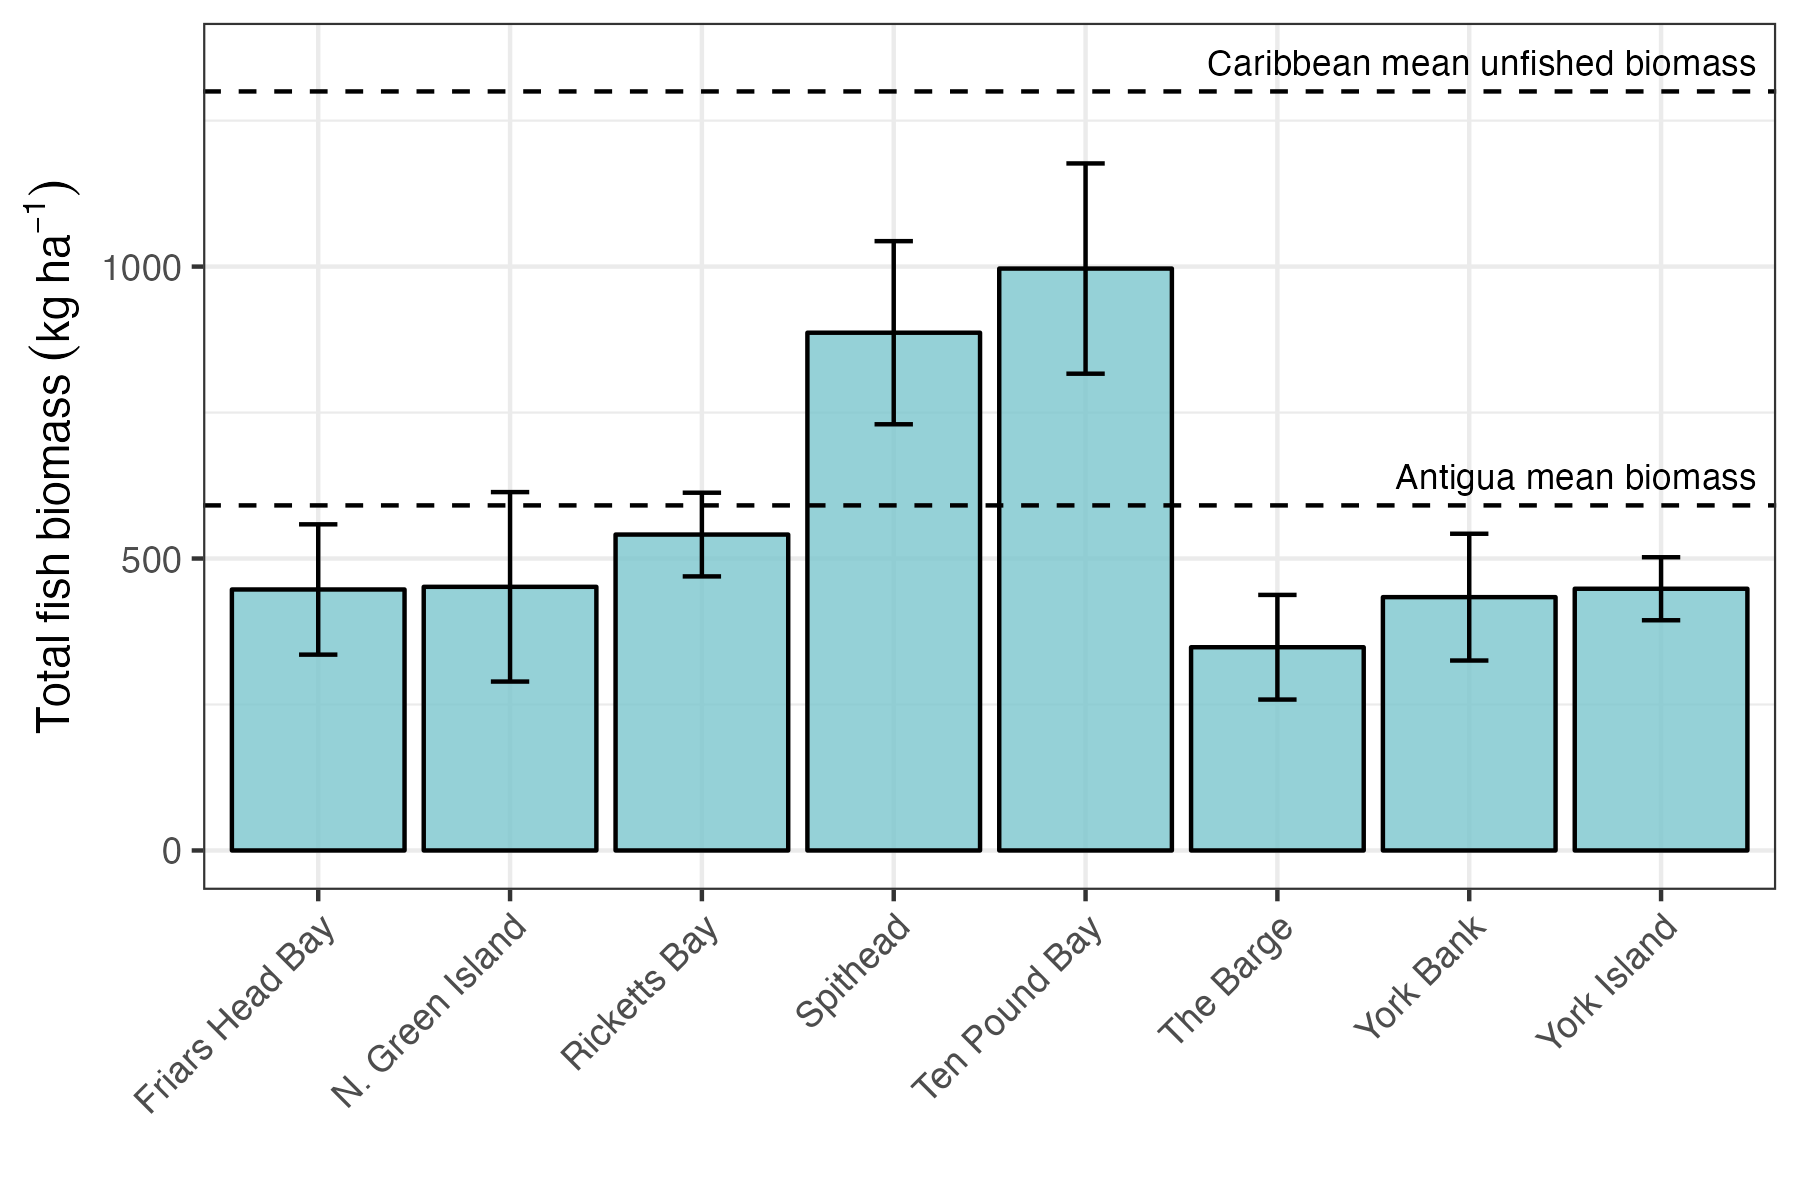 Caribbean mean unfished biomass
Antigua mean biomass
Total fish biomass (kg ha⁻¹)
1000
500
0
Friars Head Bay
N. Green Island
Ricketts Bay
Spithead
Ten Pound Bay
The Barge
York Bank
York Island